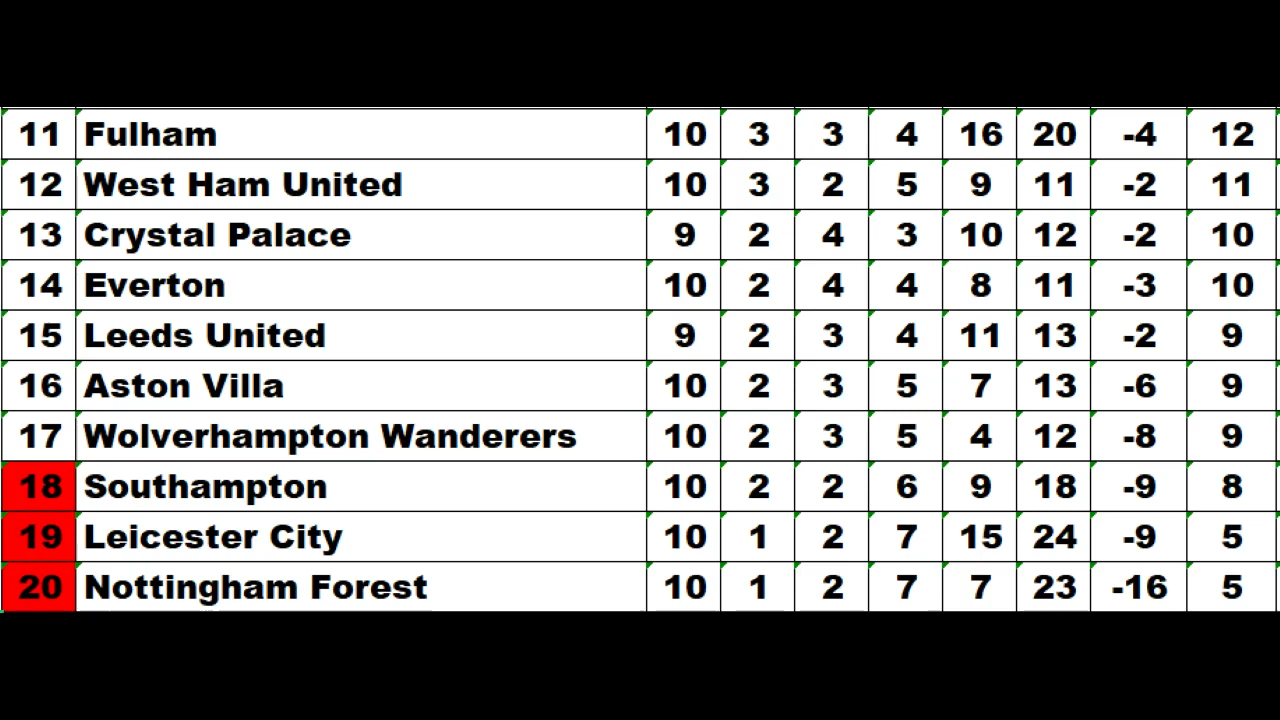 11 Fulham 10 3 3 4 16 20 -4 12
12 West Ham United 10 3 2 5 9 11 -2 11
13 Crystal Palace 9 2 4 3 10 12 -2 10
14 Everton 10 2 4 4 8 11 -3 10
15 Leeds United 9 2 3 4 11 13 -2 9
16 Aston Villa 10 2 3 5 7 13 -6 9
17 Wolverhampton Wanderers 10 2 3 5 4 12 -8 9
18 Southampton 10 2 2 6 9 18 -9 8
19 Leicester City 10 1 2 7 15 24 -9 5
20 Nottingham Forest 10 1 2 7 7 23 -16 5